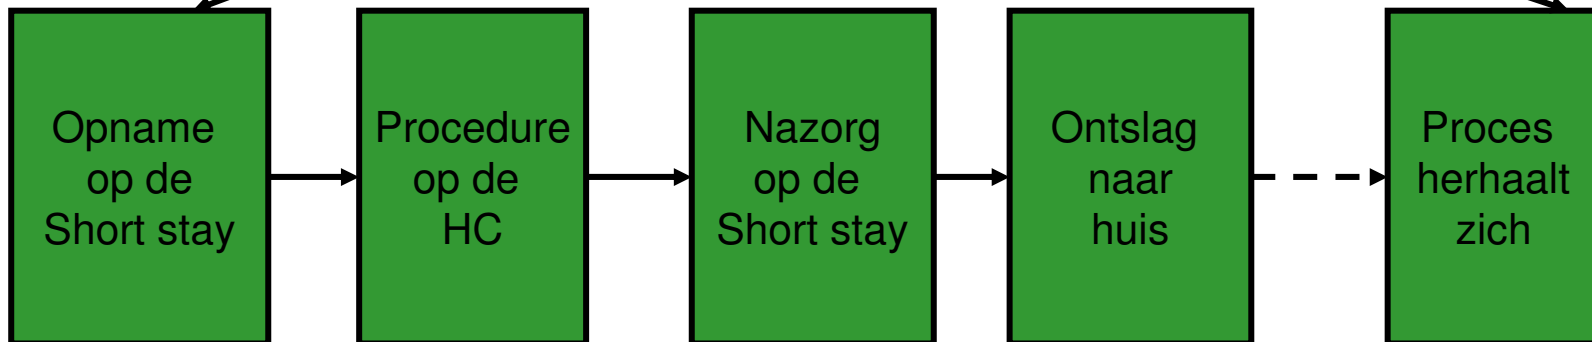 Opname
op de
Short stay
Procedure
op de
HC
Nazorg
op de
Short stay
Ontslag
naar
huis
Proces
herhaalt
zich